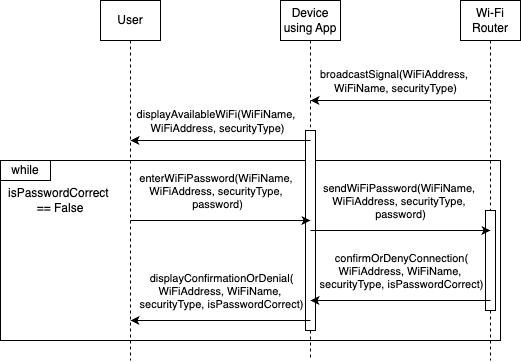 User
Device
using App
Wi-Fi
Router
broadcastSignal(WiFiAddress,
WiFiName, securityType)
displayAvailableWiFi(WiFiName,
WiFiAddress, securityType)
while
isPasswordCorrect
== False
enterWiFiPassword(WiFiName,
WiFiAddress, securityType,
password)
sendWiFiPassword(WiFiName,
WiFiAddress, securityType,
password)
confirmOrDenyConnection(
WiFiAddress, WiFiName,
securityType, isPasswordCorrect)
displayConfirmationOrDenial(
WiFiAddress, WiFiName,
securityType, isPasswordCorrect)